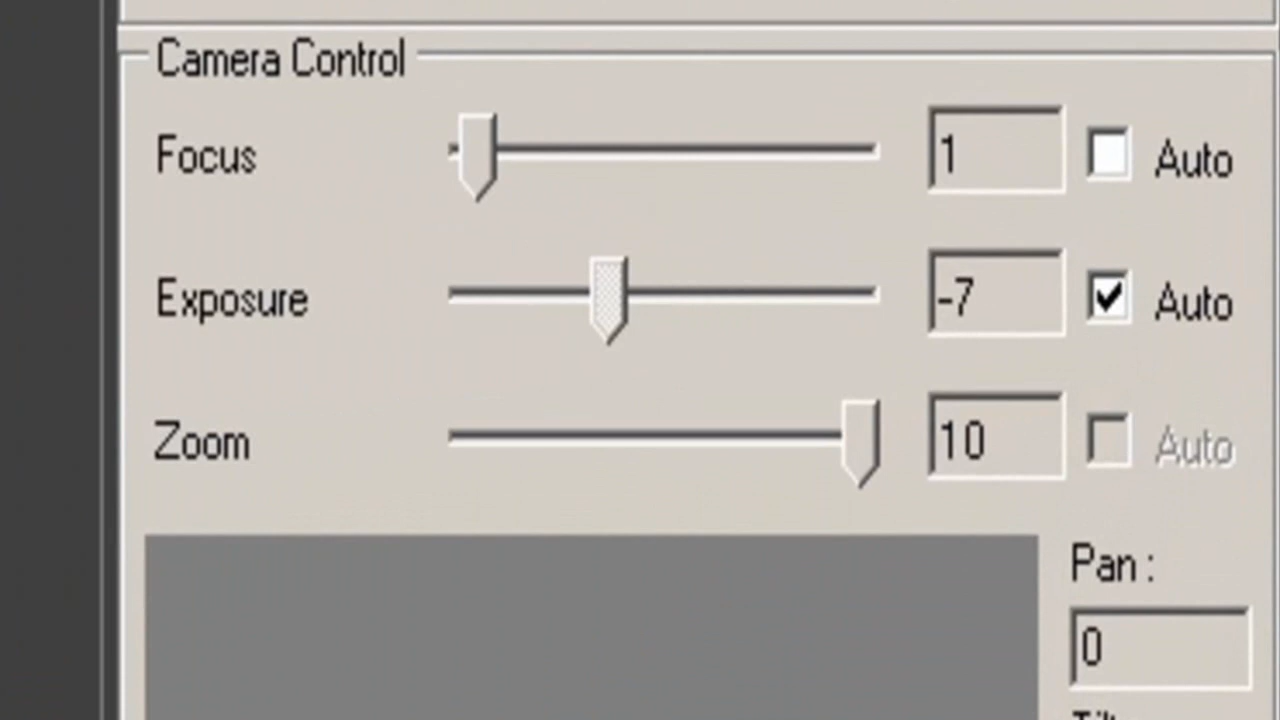 Camera Control
Focus 1 Auto
Exposure -7 Auto
Zoom 10 Auto
Pan :
0